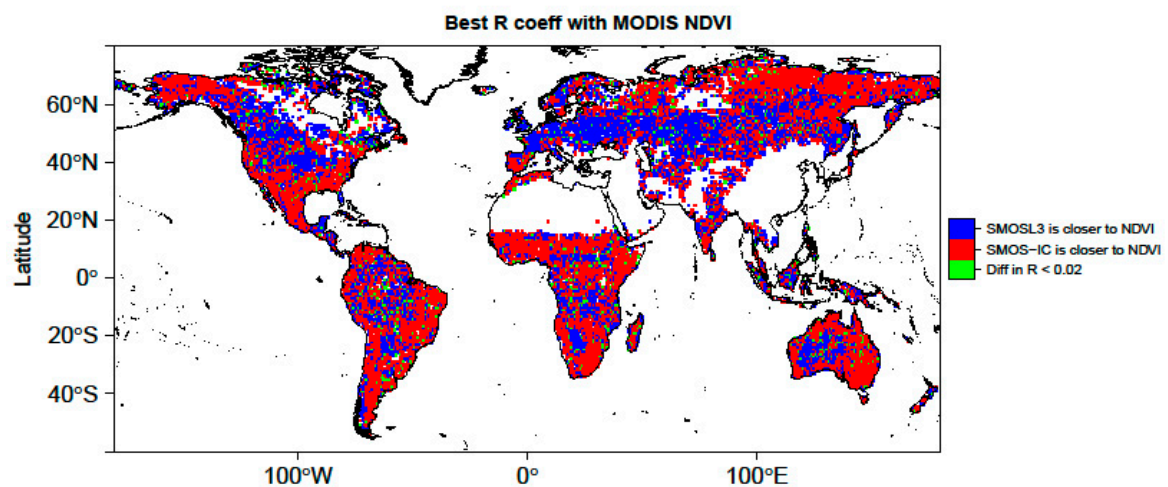 Best R coeff with MODIS NDVI
60°N
40°N
20°N
0°
20°S
40°S
Latitude
100°W
0°
100°E
SMOSL3 is closer to NDVI
SMOS-IC is closer to NDVI
Diff in R < 0.02